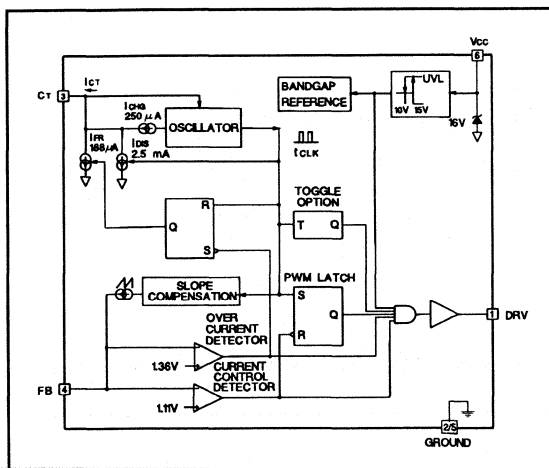 Vcc
6
ICT
CT
3
ICHG
250 μA
OSCILLATOR
BANDGAP
REFERENCE
UVL
10V
15V
16V
IFR
188μA
IDIS
2.5 mA
tCLK
TOGGLE
OPTION
R
Q
S
T
Q
SLOPE
COMPENSATION
PWM LATCH
S
Q
R
OVER
CURRENT
DETECTOR
1.36V
CURRENT
CONTROL
DETECTOR
1.11V
FB
4
1
DRV
2/5
GROUND